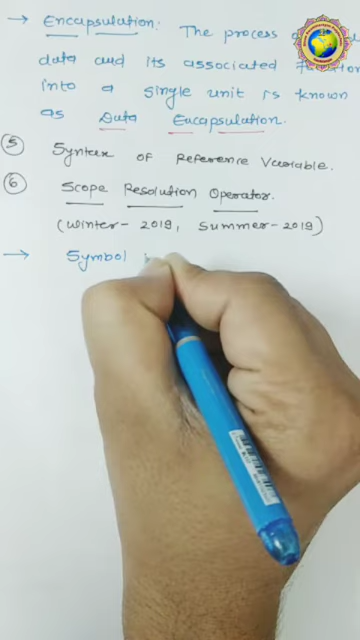 → Encapsulation: The process of
data and its associated
into a single unit is known
as Data Encapsulation.
⑤ Syntax of Reference Variable.
⑥ Scope Resolution Operator.
(winter-2019, summer-2019)
→ Symbol